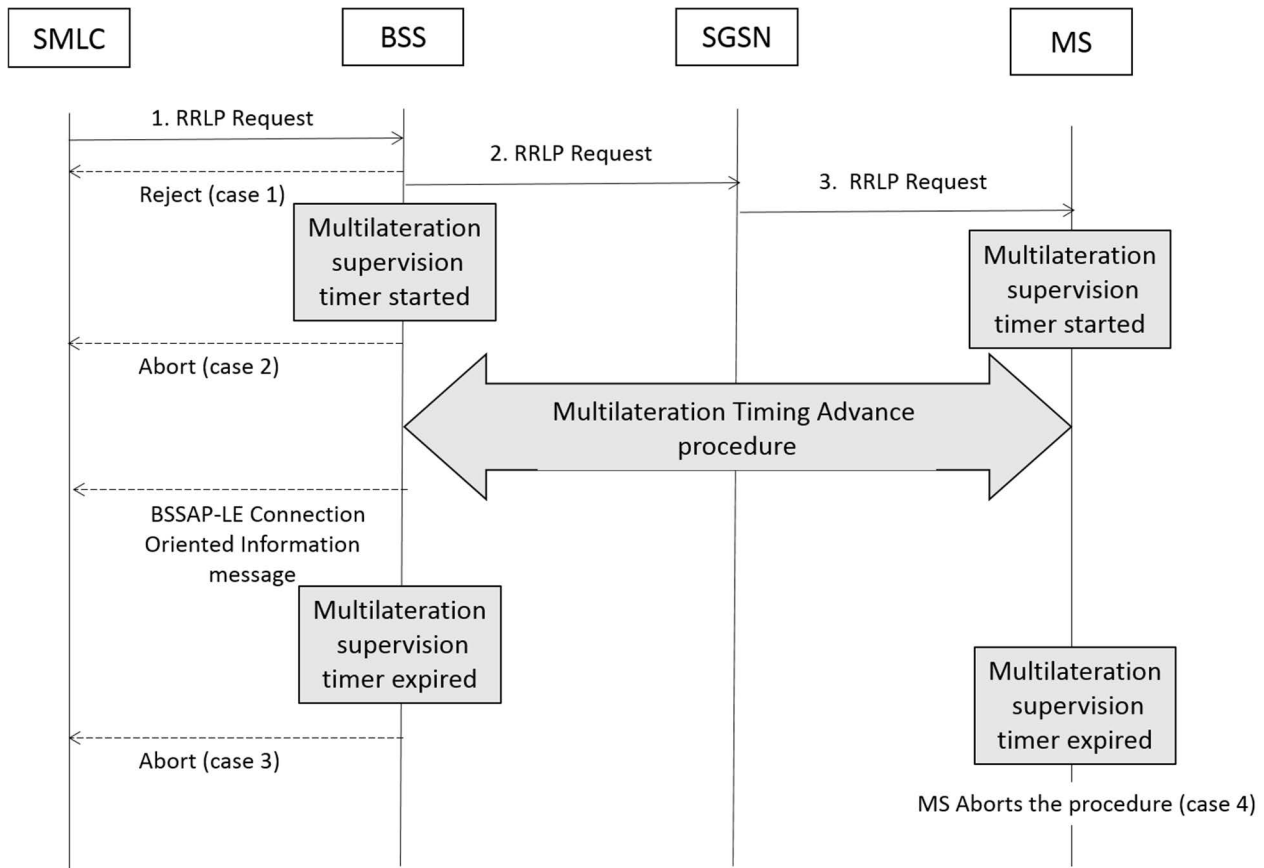 SMLC
BSS
SGSN
MS
1. RRLP Request
2. RRLP Request
3. RRLP Request
Reject (case 1)
Multilateration
supervision
timer started
Multilateration
supervision
timer started
Abort (case 2)
Multilateration Timing Advance
procedure
BSSAP-LE Connection
Oriented Information
message
Multilateration
supervision
timer expired
Multilateration
supervision
timer expired
Abort (case 3)
MS Aborts the procedure (case 4)